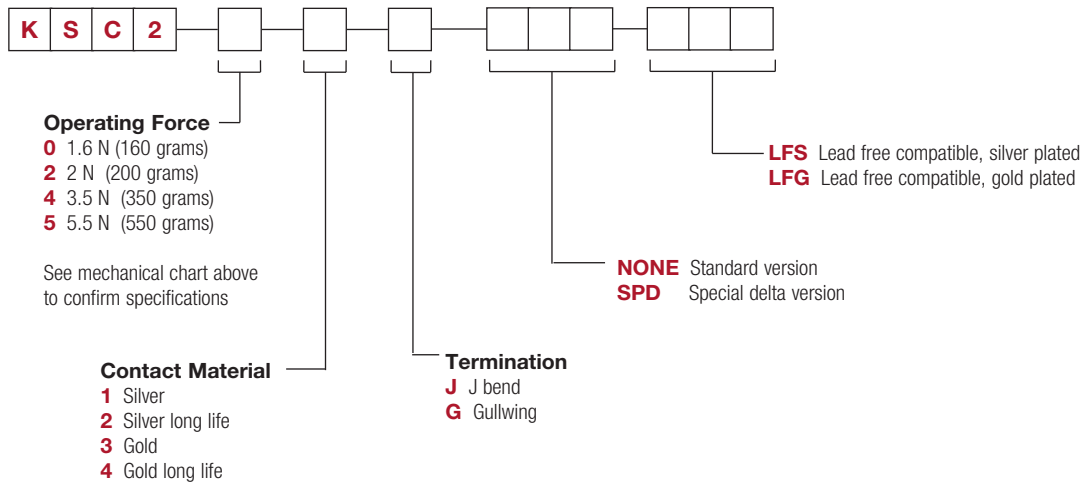 K S C 2
Operating Force
0 1.6 N (160 grams)
2 2 N (200 grams)
4 3.5 N (350 grams)
5 5.5 N (550 grams)
See mechanical chart above
to confirm specifications
Contact Material
1 Silver
2 Silver long life
3 Gold
4 Gold long life
Termination
J J bend
G Gullwing
NONE Standard version
SPD Special delta version
LFS Lead free compatible, silver plated
LFG Lead free compatible, gold plated